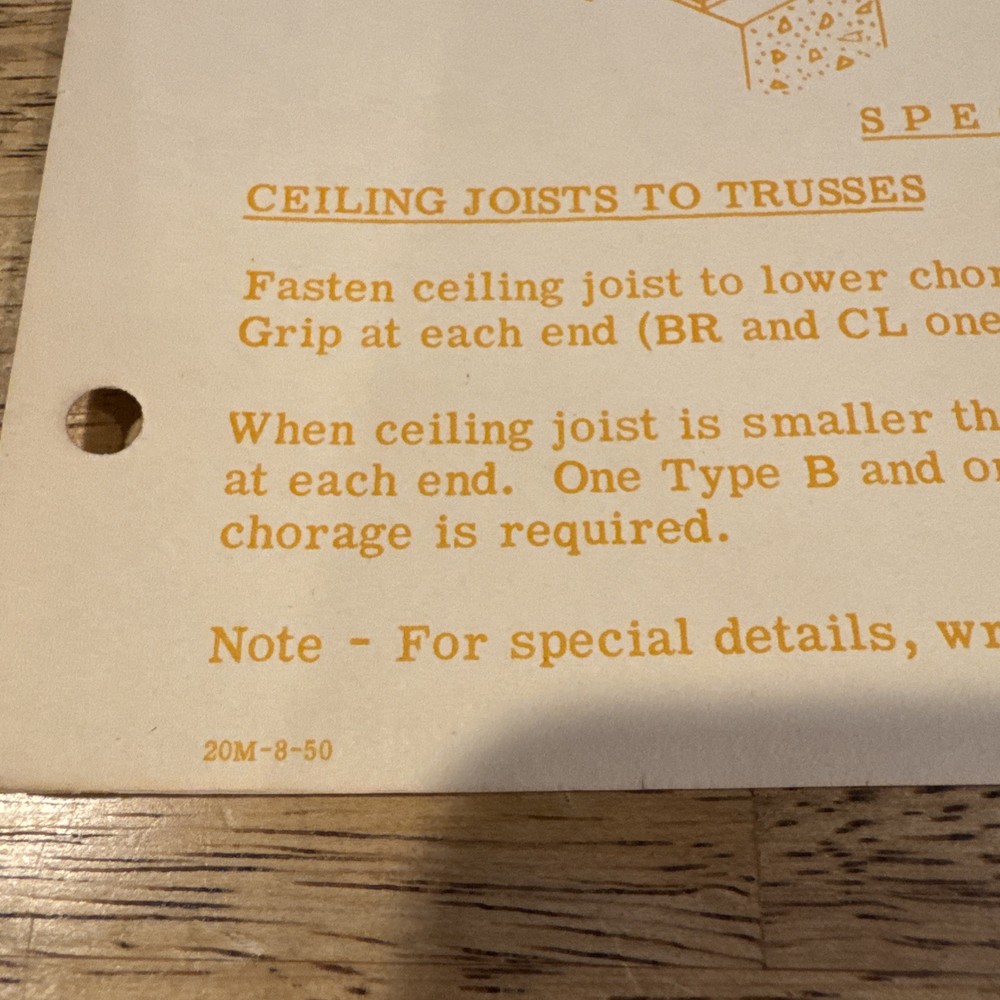 SPE
CEILING JOISTS TO TRUSSES
Fasten ceiling joist to lower chor
Grip at each end (BR and CL one
When ceiling joist is smaller th
at each end. One Type B and or
chorage is required.
Note - For special details, wr
20M-8-50